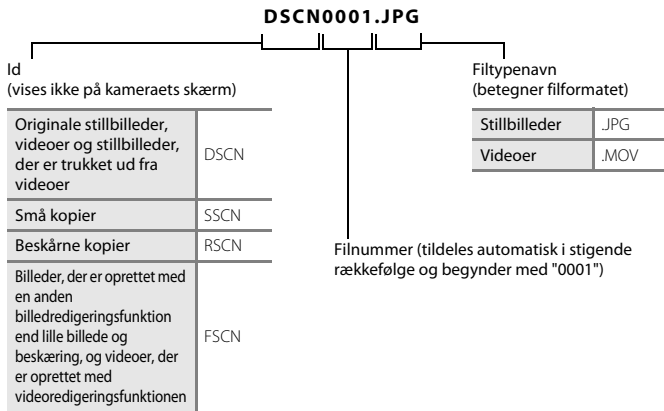 DSCN0001.JPG
Id
(vises ikke på kameraets skærm)
Originale stillbilleder,
videoer og stillbilleder,
der er trukket ud fra
videoer
DSCN
Små kopier
SSCN
Beskårne kopier
RSCN
Billeder, der er oprettet med
en anden
billedredigeringsfunktion
end lille billede og
beskæring, og videoer, der
er oprettet med
videoredigeringsfunktionen
FSCN
Filnummer (tildeles automatisk i stigende
rækkefølge og begynder med "0001")
Filtypenavn
(betegner filformatet)
Stillbilleder
.JPG
Videoer
.MOV